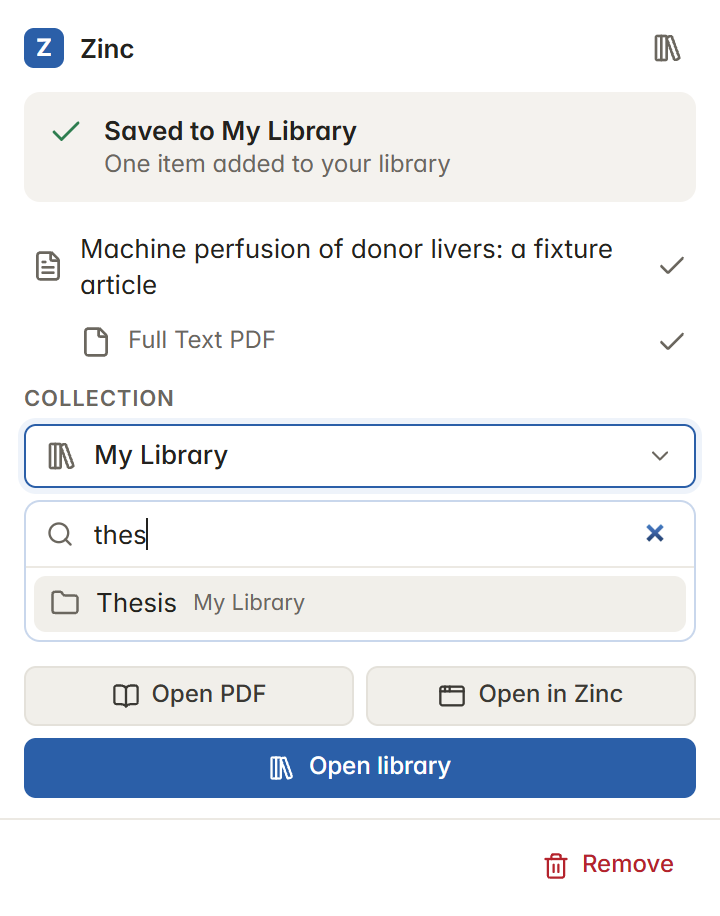 Z Zinc
Saved to My Library
One item added to your library
Machine perfusion of donor livers: a fixture
article
Full Text PDF
COLLECTION
My Library
thes
Thesis My Library
Open PDF Open in Zinc
Open library
Remove